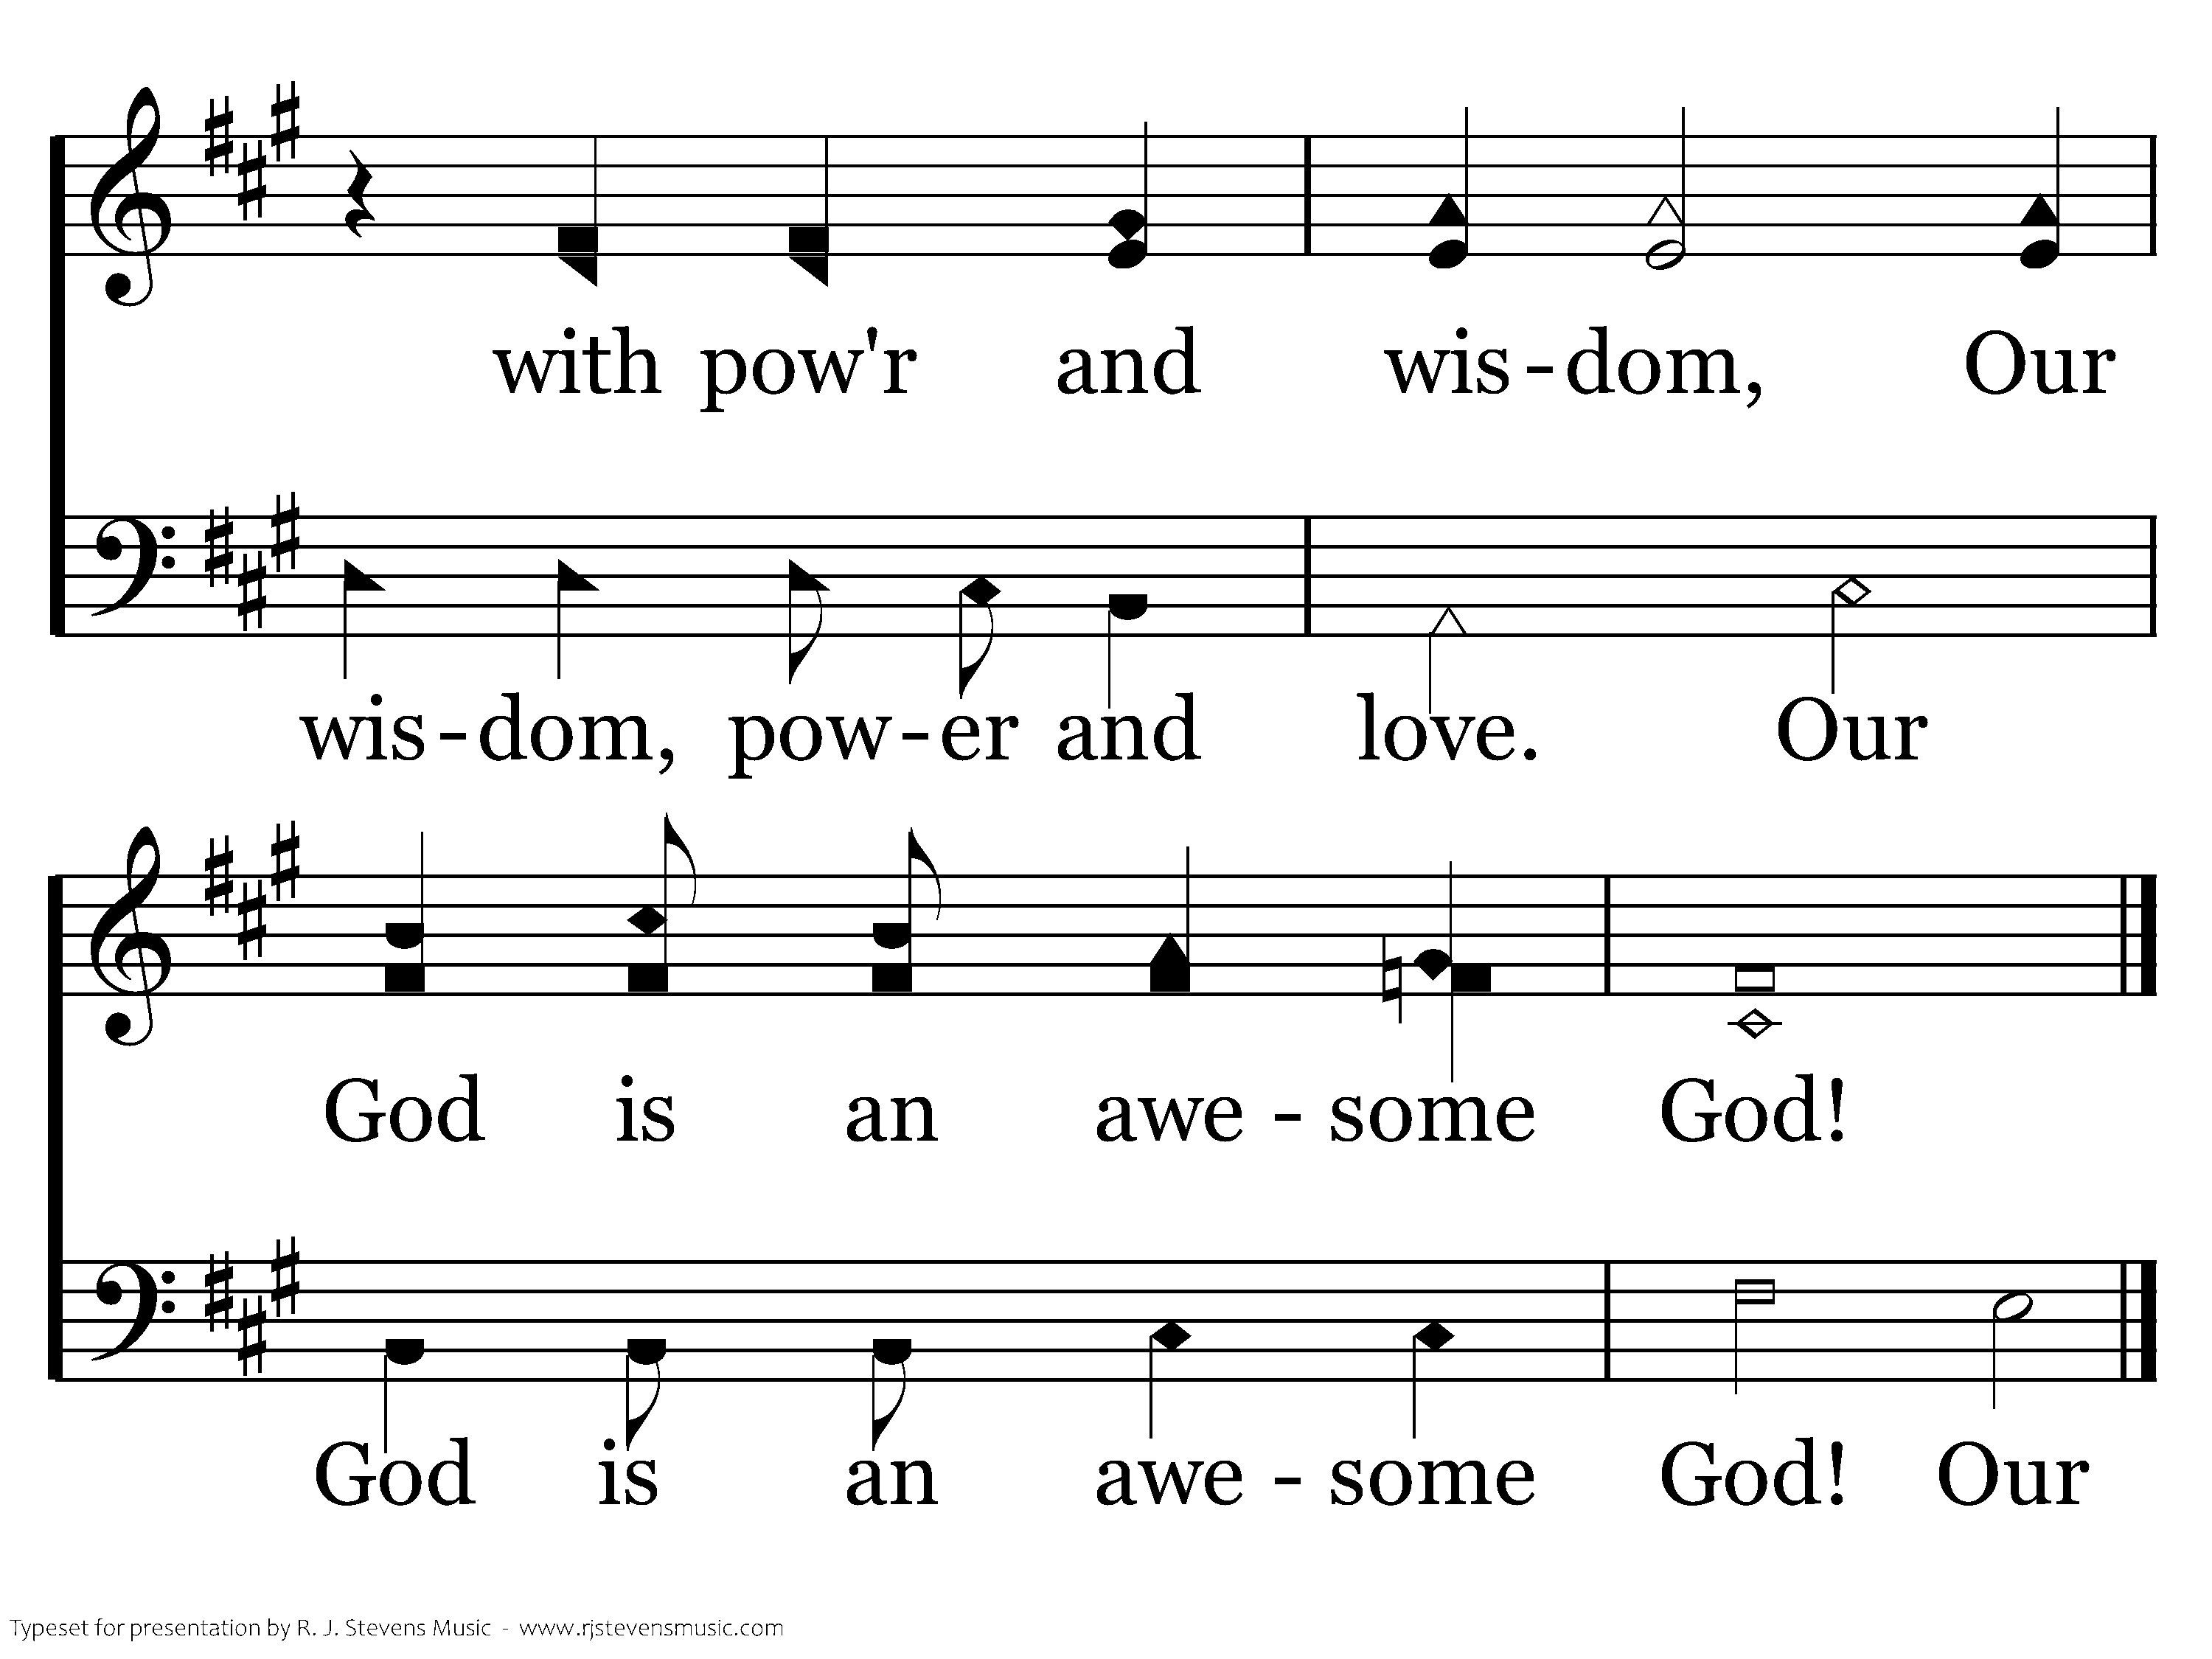 with pow'r and wis - dom, Our
wis - dom, pow - er and love. Our
God is an awe - some God!
God is an awe - some God! Our
Typeset for presentation by R. J. Stevens Music - www.rjstevensmusic.com